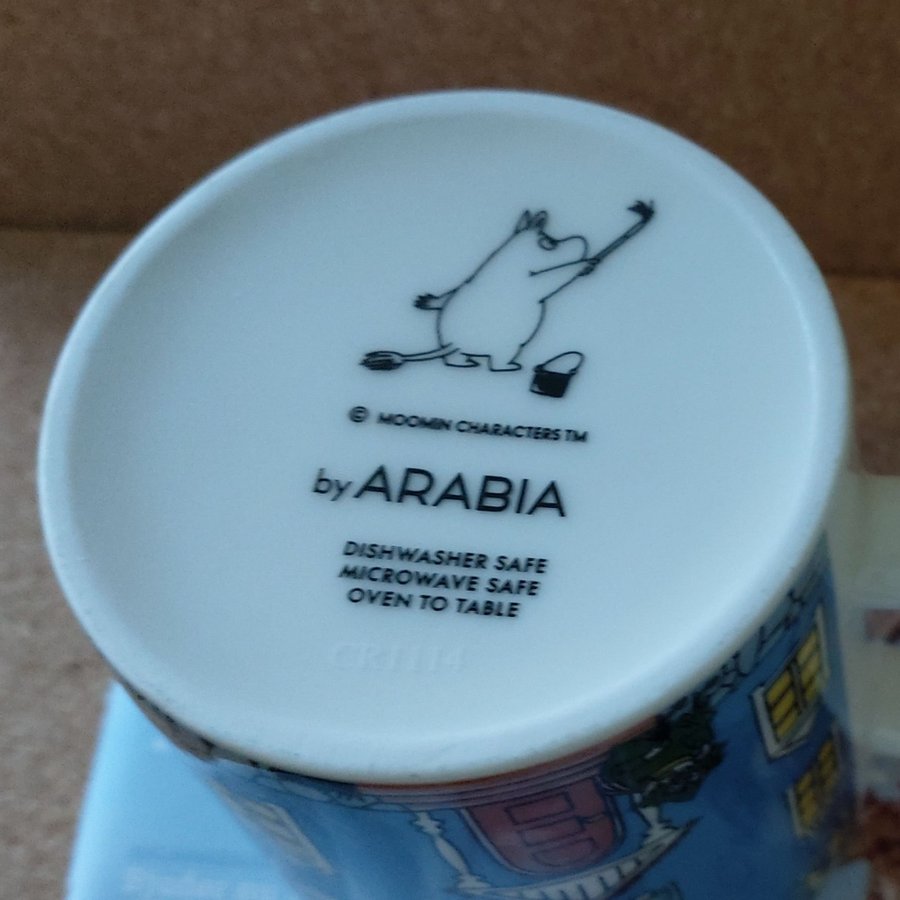 © MOOMIN CHARACTERS TM
by ARABIA
DISHWASHER SAFE
MICROWAVE SAFE
OVEN TO TABLE